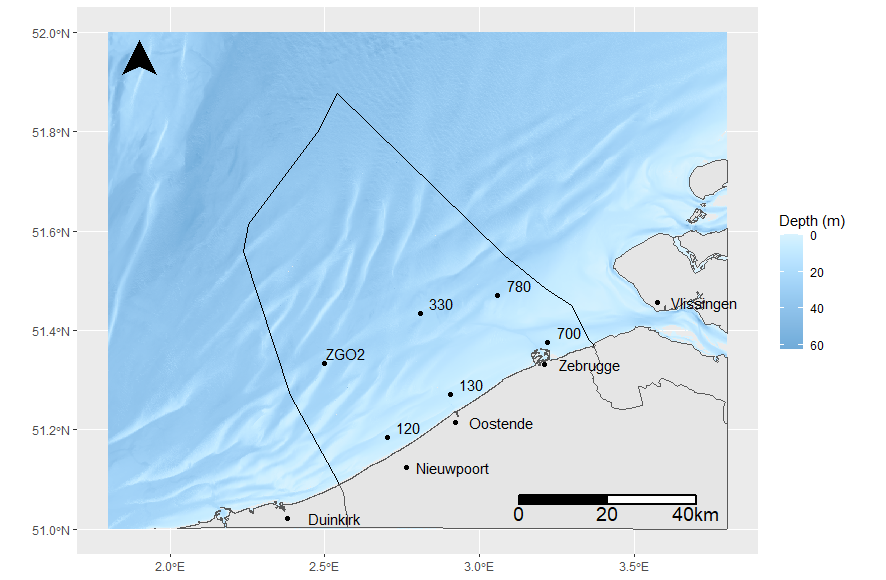 52.0°N
51.8°N
51.6°N
51.4°N
51.2°N
51.0°N
780
330
Vlissingen
700
ZGO2
Zebrugge
130
Oostende
120
Nieuwpoort
Duinkirk
0 20 40km
2.0°E 2.5°E 3.0°E 3.5°E
Depth (m)
0
20
40
60